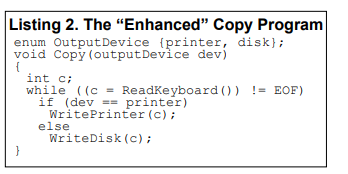 Listing 2. The “Enhanced” Copy Program
enum OutputDevice {printer, disk};
void Copy(outputDevice dev)
{
  int c;
  while ((c = ReadKeyboard()) != EOF)
    if (dev == printer)
      WritePrinter(c);
    else
      WriteDisk(c);
}